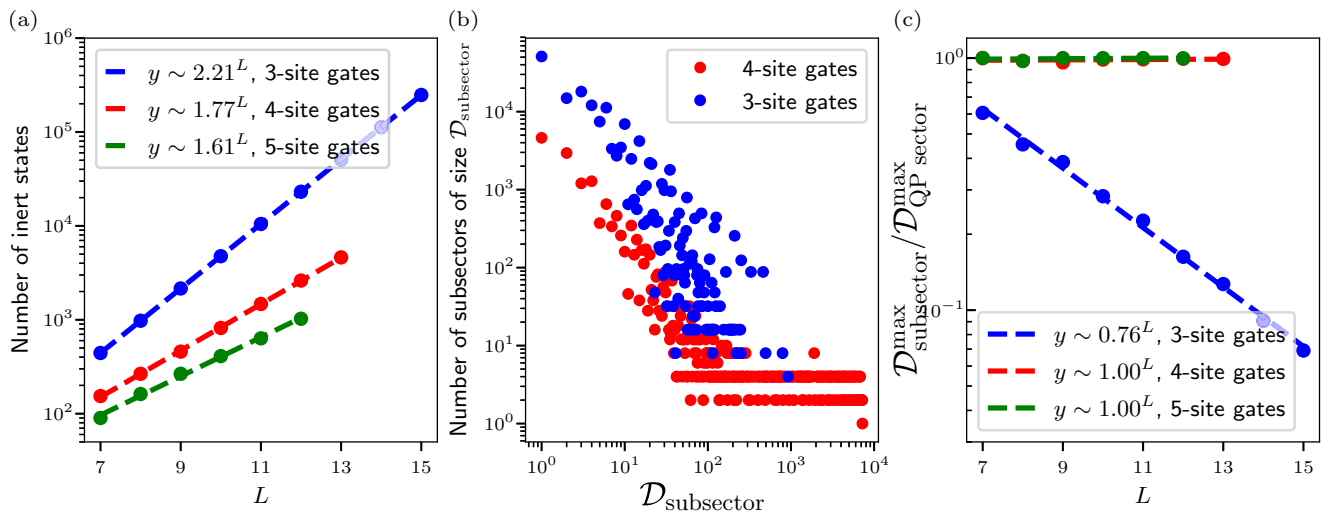 (a)
10^6
10^5
10^4
10^3
10^2
Number of inert states
y ∼ 2.21^L, 3-site gates
y ∼ 1.77^L, 4-site gates
y ∼ 1.61^L, 5-site gates
7 9 11 13 15
L
(b)
10^4
10^3
10^2
10^1
10^0
Number of subsectors of size 𝒟_subsector
4-site gates
3-site gates
10^0 10^1 10^2 10^3 10^4
𝒟_subsector
(c)
10^0
10^−1
𝒟^max_subsector/𝒟^max_QP sector
y ∼ 0.76^L, 3-site gates
y ∼ 1.00^L, 4-site gates
y ∼ 1.00^L, 5-site gates
7 9 11 13 15
L